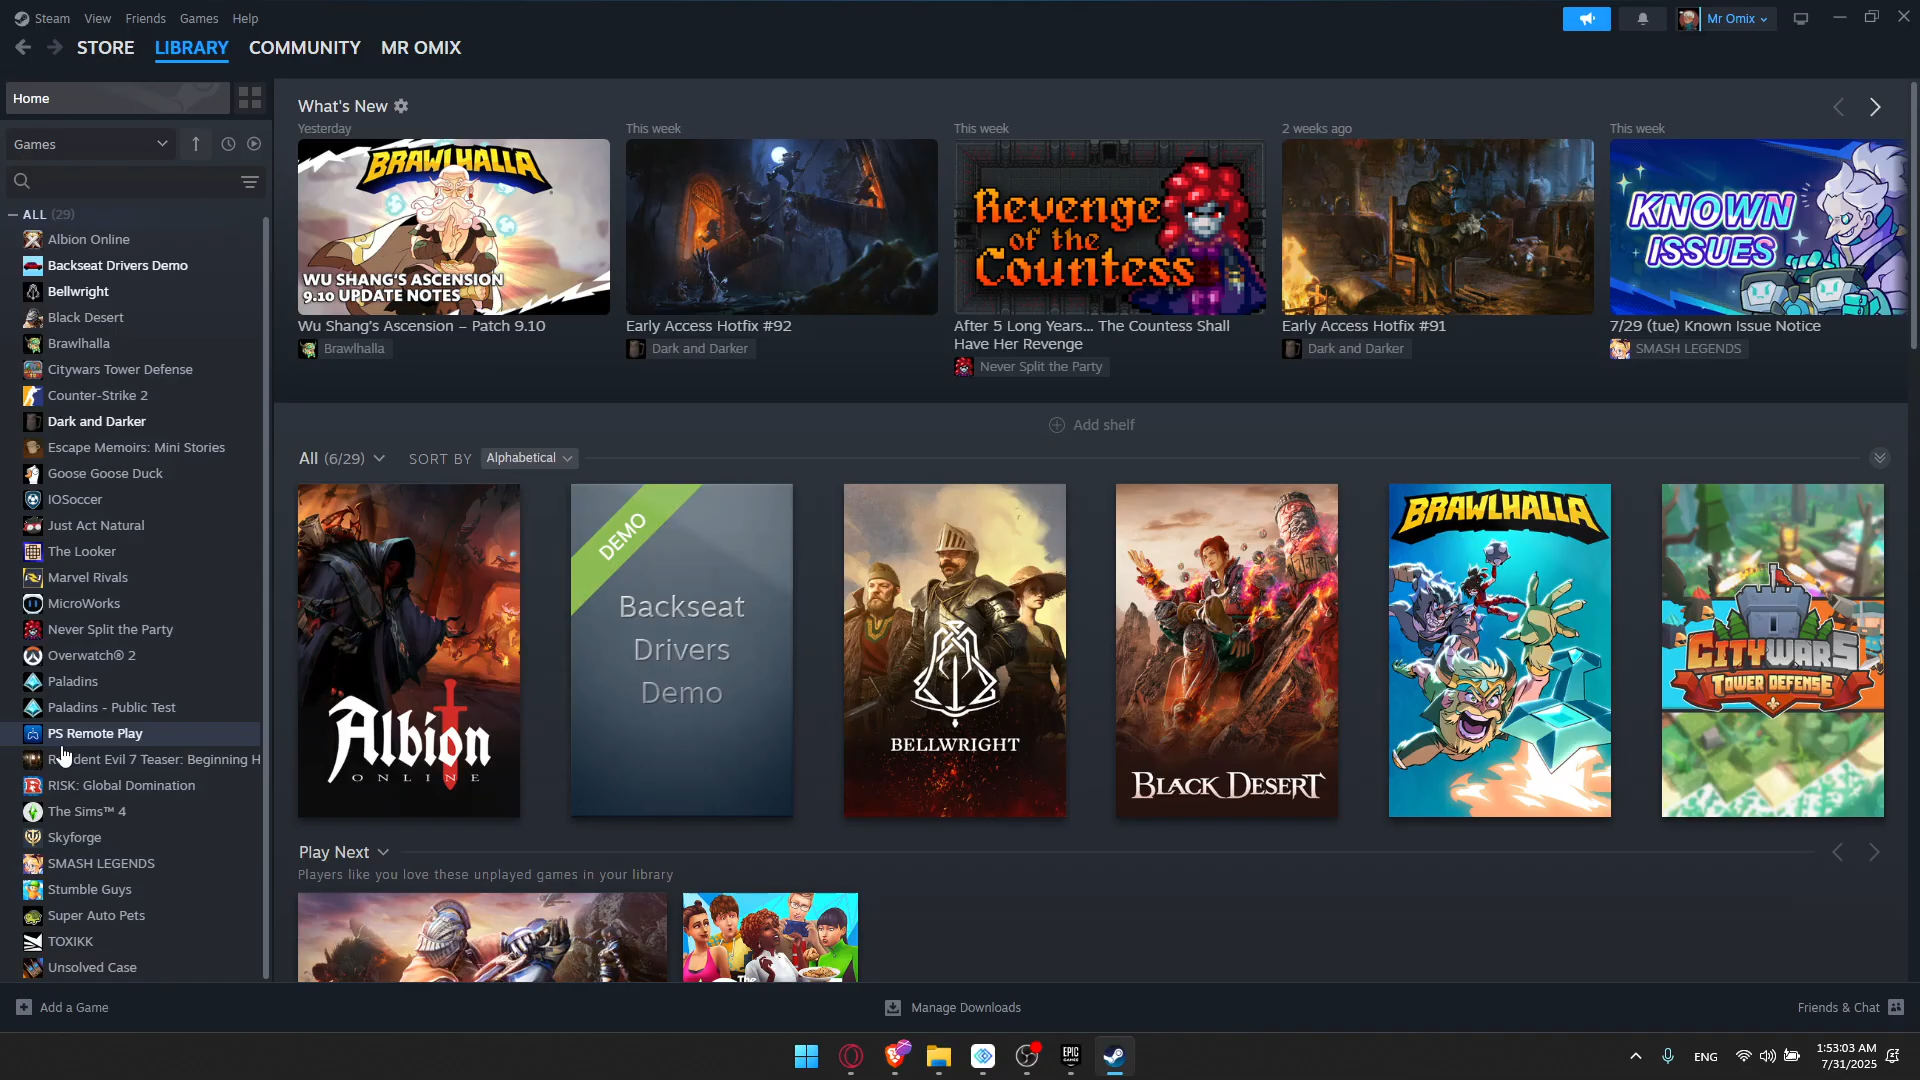 Steam View Friends Games Help
Mr Omix
STORE LIBRARY COMMUNITY MR OMIX
Home
Games
ALL (29)
Albion Online
Backseat Drivers Demo
Bellwright
Black Desert
Brawlhalla
Citywars Tower Defense
Counter-Strike 2
Dark and Darker
Escape Memoirs: Mini Stories
Goose Goose Duck
IOSoccer
Just Act Natural
The Looker
Marvel Rivals
MicroWorks
Never Split the Party
Overwatch® 2
Paladins
Paladins - Public Test
PS Remote Play
Resident Evil 7 Teaser: Beginning H
RISK: Global Domination
The Sims™ 4
Skyforge
SMASH LEGENDS
Stumble Guys
Super Auto Pets
TOXIKK
Unsolved Case
What's New
Yesterday
BRAWLHALLA
WU SHANG'S ASCENSION
9.10 UPDATE NOTES
Wu Shang's Ascension – Patch 9.10
Brawlhalla
This week
Early Access Hotfix #92
Dark and Darker
This week
Revenge
of the
Countess
After 5 Long Years... The Countess Shall
Have Her Revenge
Never Split the Party
2 weeks ago
Early Access Hotfix #91
Dark and Darker
This week
KNOWN
ISSUES
7/29 (tue) Known Issue Notice
SMASH LEGENDS
Add shelf
All (6/29) SORT BY Alphabetical
Albion
ONLINE
DEMO
Backseat
Drivers
Demo
BELLWRIGHT
BLACK DESERT
BRAWLHALLA
CITYWARS
TOWER DEFENSE
Play Next
Players like you love these unplayed games in your library
The
Add a Game
Manage Downloads
Friends & Chat
EPIC
GAMES
ENG
1:53:03 AM
7/31/2025